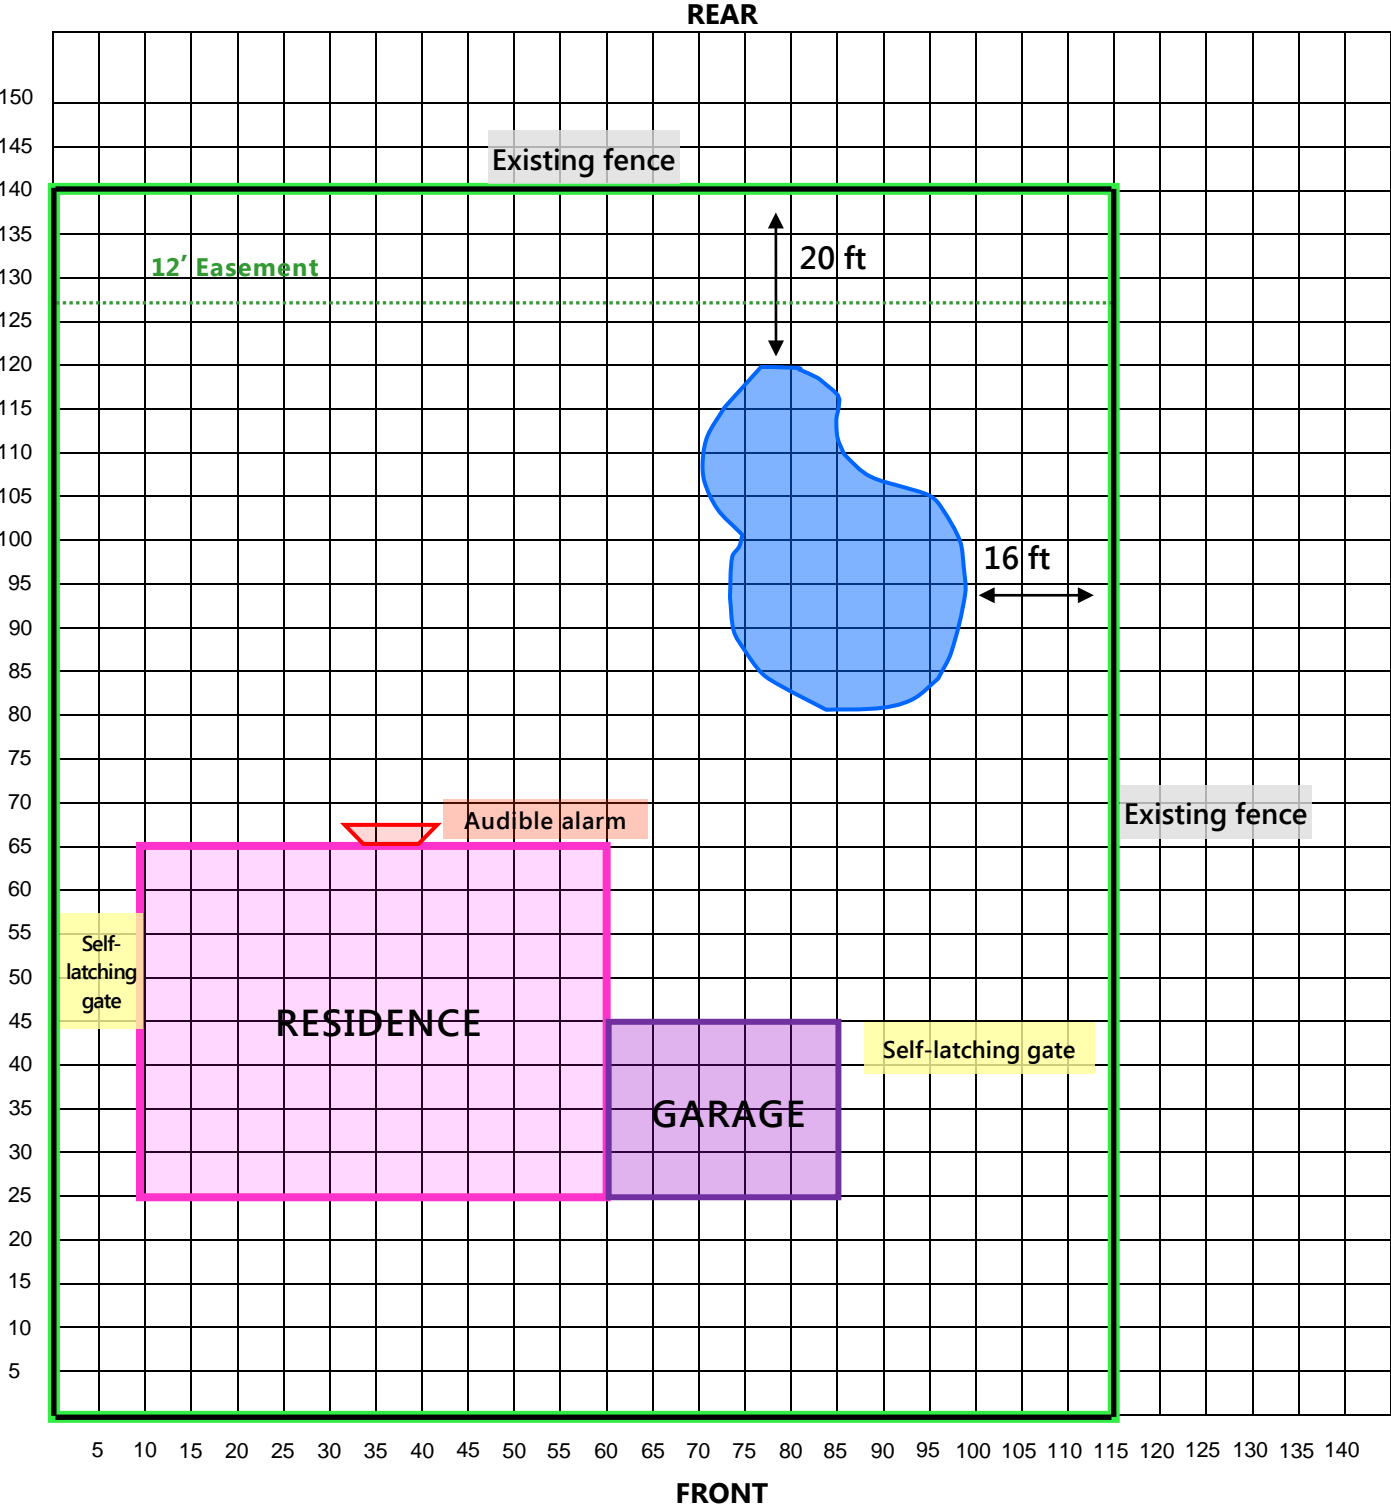 REAR
150
145
Existing fence
140
135
20 ft
12’ Easement
130
125
120
115
110
105
100
16 ft
95
90
85
80
75
70
Existing fence
Audible alarm
65
60
55
Self-
latching
gate
50
45
RESIDENCE
Self-latching gate
40
35
GARAGE
30
25
20
15
10
5
5 10 15 20 25 30 35 40 45 50 55 60 65 70 75 80 85 90 95 100 105 110 115 120 125 130 135 140
FRONT